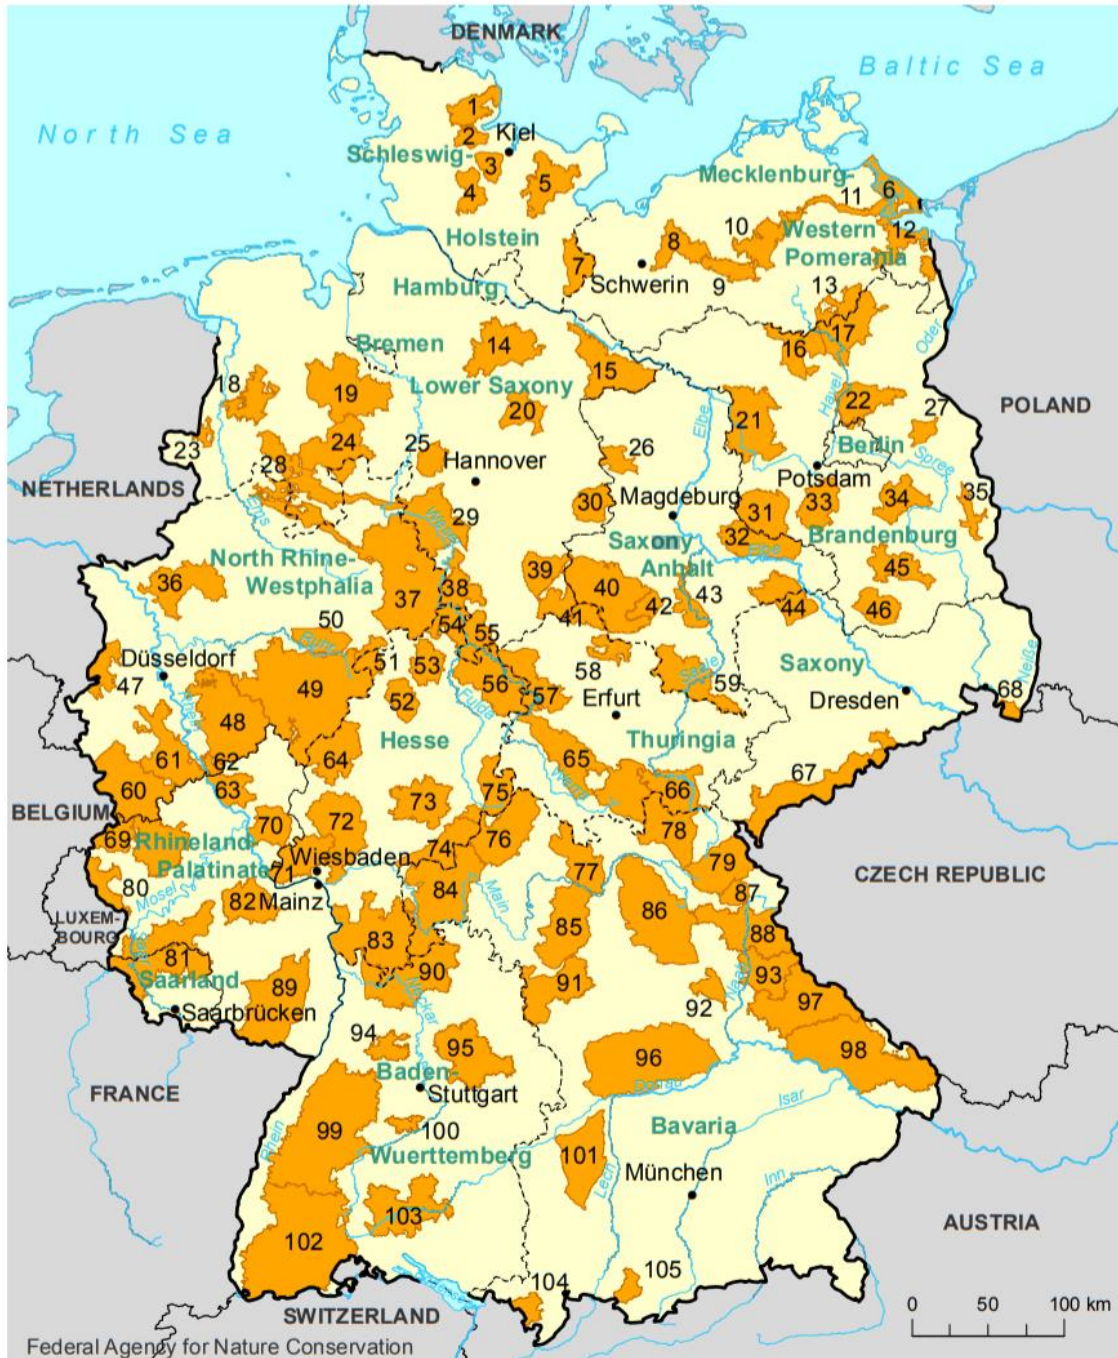 DENMARK
Baltic Sea
North Sea
1
2
Kiel
Schleswig-
3
4
5
Mecklenburg-
11
6
Holstein
10
8
Western
12
Pomerania
7
Schwerin
9
Hamburg
13
Bremen
14
17
16
Oder
15
18
19
Lower Saxony
20
21
Elbe
Havel
22
27
POLAND
23
24
25
26
Berlin
Hannover
28
Spree
NETHERLANDS
Potsdam
Ems
30
Magdeburg
33
34
35
29
Weser
31
Brandenburg
32
Saxony
Elbe
North Rhine-
Westphalia
Anhalt
36
37
38
39
40
41
42
43
44
45
46
50
54
55
Ruhr
51
53
58
Saxony
Düsseldorf
49
56
Saale
Neiße
47
52
57
Erfurt
59
Dresden
68
48
Rhein
Fulda
Hesse
Thuringia
61
62
64
65
67
60
63
75
Werra
66
BELGIUM
73
72
70
76
78
69
Rhineland-
Palatinate
74
Wiesbaden
79
71
77
CZECH REPUBLIC
80
Mosel
82
Mainz
84
Main
87
86
LUXEM-
BOURG
Saar
85
88
83
81
90
93
Saarland
89
91
Naab
97
Neckar
92
Saarbrücken
94
95
96
98
Baden-
Donau
FRANCE
Stuttgart
Isar
99
100
Bavaria
Rhein
Wuerttemberg
101
Lech
München
Inn
103
102
AUSTRIA
104
105
SWITZERLAND
0 50 100 km
Federal Agency for Nature Conservation